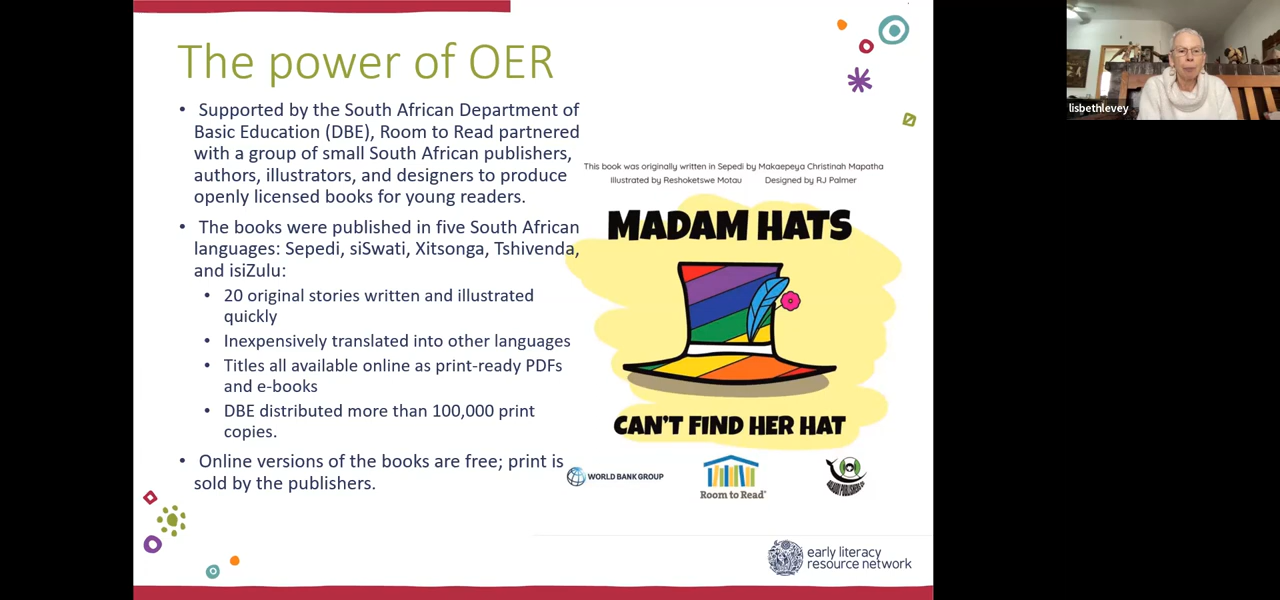 The power of OER
• Supported by the South African Department of
Basic Education (DBE), Room to Read partnered
with a group of small South African publishers,
authors, illustrators, and designers to produce
openly licensed books for young readers.
• The books were published in five South African
languages: Sepedi, siSwati, Xitsonga, Tshivenda,
and isiZulu:
• 20 original stories written and illustrated
quickly
• Inexpensively translated into other languages
• Titles all available online as print-ready PDFs
and e-books
• DBE distributed more than 100,000 print
copies.
• Online versions of the books are free; print is
sold by the publishers.
This book was originally written in Sepedi by Makaepeya Christinah Mapatha
Illustrated by Reshoketswe Motau Designed by RJ Palmer
MADAM HATS
CAN'T FIND HER HAT
WORLD BANK GROUP
Room to Read
early literacy
resource network
lisbethlevey